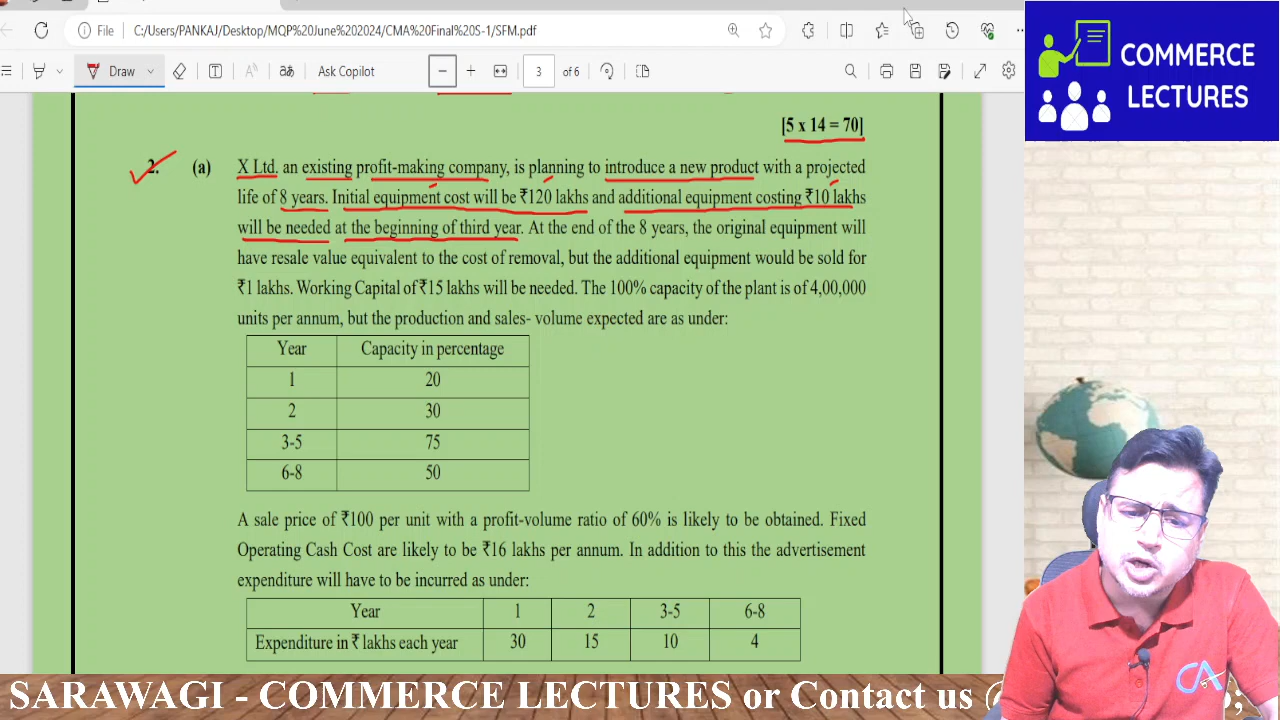 File C:/Users/PANKAJ/Desktop/MQP%20June%202024/CMA%20Final%20S-1/SFM.pdf
Draw Ask Copilot 3 of 6
COMMERCE
LECTURES
[5 x 14 = 70]
2. (a) X Ltd. an existing profit-making company, is planning to introduce a new product with a projected
life of 8 years. Initial equipment cost will be ₹120 lakhs and additional equipment costing ₹10 lakhs
will be needed at the beginning of third year. At the end of the 8 years, the original equipment will
have resale value equivalent to the cost of removal, but the additional equipment would be sold for
₹1 lakhs. Working Capital of ₹15 lakhs will be needed. The 100% capacity of the plant is of 4,00,000
units per annum, but the production and sales- volume expected are as under:
Year Capacity in percentage
1 20
2 30
3-5 75
6-8 50
A sale price of ₹100 per unit with a profit-volume ratio of 60% is likely to be obtained. Fixed
Operating Cash Cost are likely to be ₹16 lakhs per annum. In addition to this the advertisement
expenditure will have to be incurred as under:
Year 1 2 3-5 6-8
Expenditure in ₹ lakhs each year 30 15 10 4
CA
SARAWAGI - COMMERCE LECTURES or Contact us @